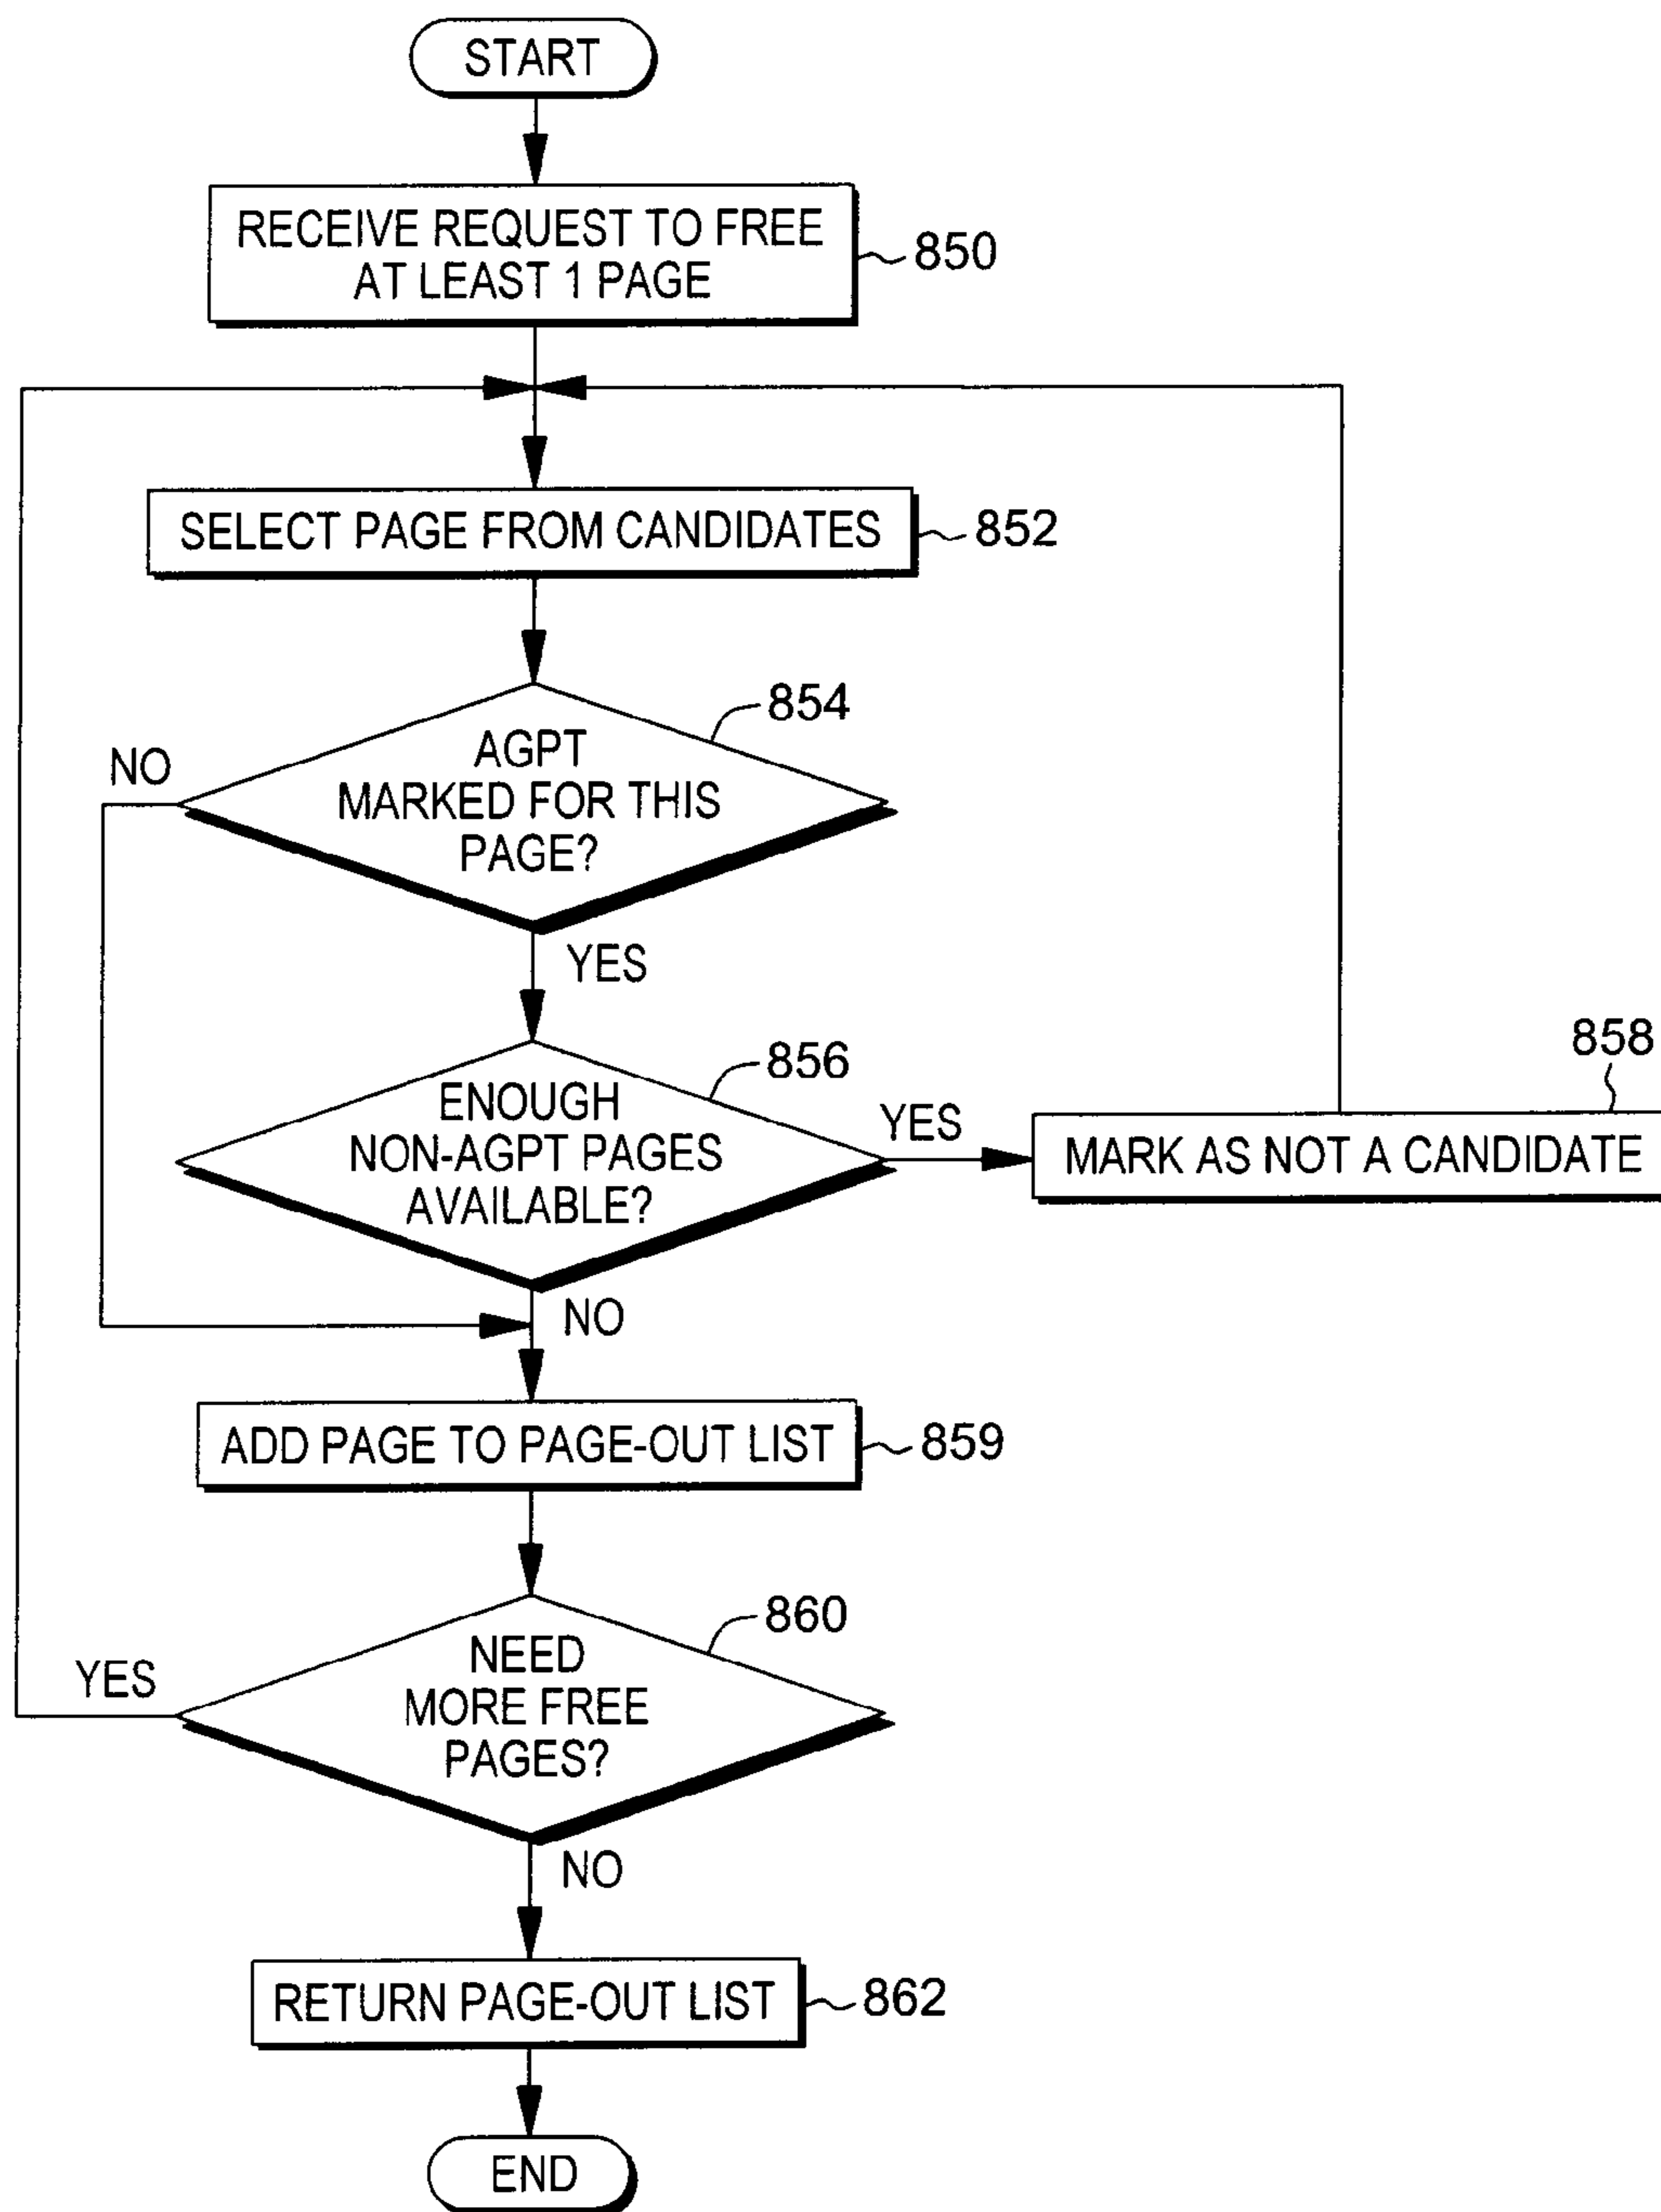 START
RECEIVE REQUEST TO FREE
AT LEAST 1 PAGE
850
SELECT PAGE FROM CANDIDATES
852
854
AGPT
MARKED FOR THIS
PAGE?
NO
YES
856
ENOUGH
NON-AGPT PAGES
AVAILABLE?
YES
858
MARK AS NOT A CANDIDATE
NO
ADD PAGE TO PAGE-OUT LIST
859
860
NEED
MORE FREE
PAGES?
YES
NO
RETURN PAGE-OUT LIST
862
END